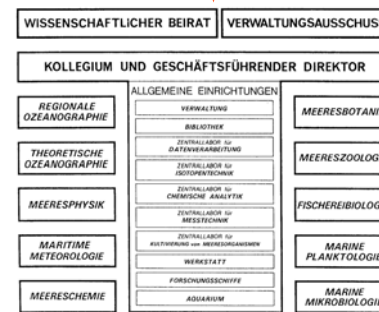 WISSENSCHAFTLICHER BEIRAT
VERWALTUNGSAUSSCHUS
KOLLEGIUM UND GESCHÄFTSFÜHRENDER DIREKTOR
ALLGEMEINE EINRICHTUNGEN
REGIONALE
OZEANOGRAPHIE
THEORETISCHE
OZEANOGRAPHIE
MEERESPHYSIK
MARITIME
METEOROLOGIE
MEERESCHEMIE
VERWALTUNG
BIBLIOTHEK
ZENTRALLABOR für
DATENVERARBEITUNG
ZENTRALLABOR für
ISOTOPENTECHNIK
ZENTRALLABOR für
CHEMISCHE ANALYTIK
ZENTRALLABOR für
MESSTECHNIK
ZENTRALLABOR für
KULTIVIERUNG von MEERESORGANISMEN
WERKSTATT
FORSCHUNGSSCHIFFE
AQUARIUM
MEERESBOTANI
MEERESZOOLOG
FISCHEREIBIOLOG
MARINE
PLANKTOLOGIE
MARINE
MIKROBIOLOGIE